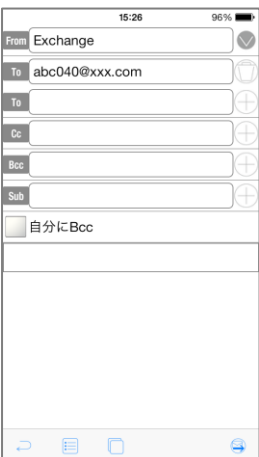 15:26 96%
From Exchange
To abc040@xxx.com
To
Cc
Bcc
Sub
自分にBcc